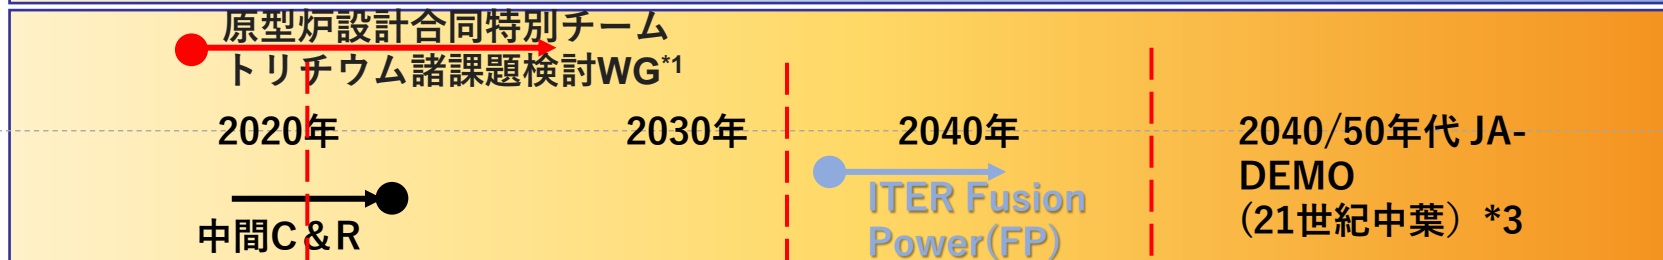 原型炉設計合同特別チーム
トリチウム諸課題検討WG*1
2020年
2030年
2040年
2040/50年代 JA-
DEMO
(21世紀中葉）*3
中間C＆R
ITER Fusion
Power(FP)